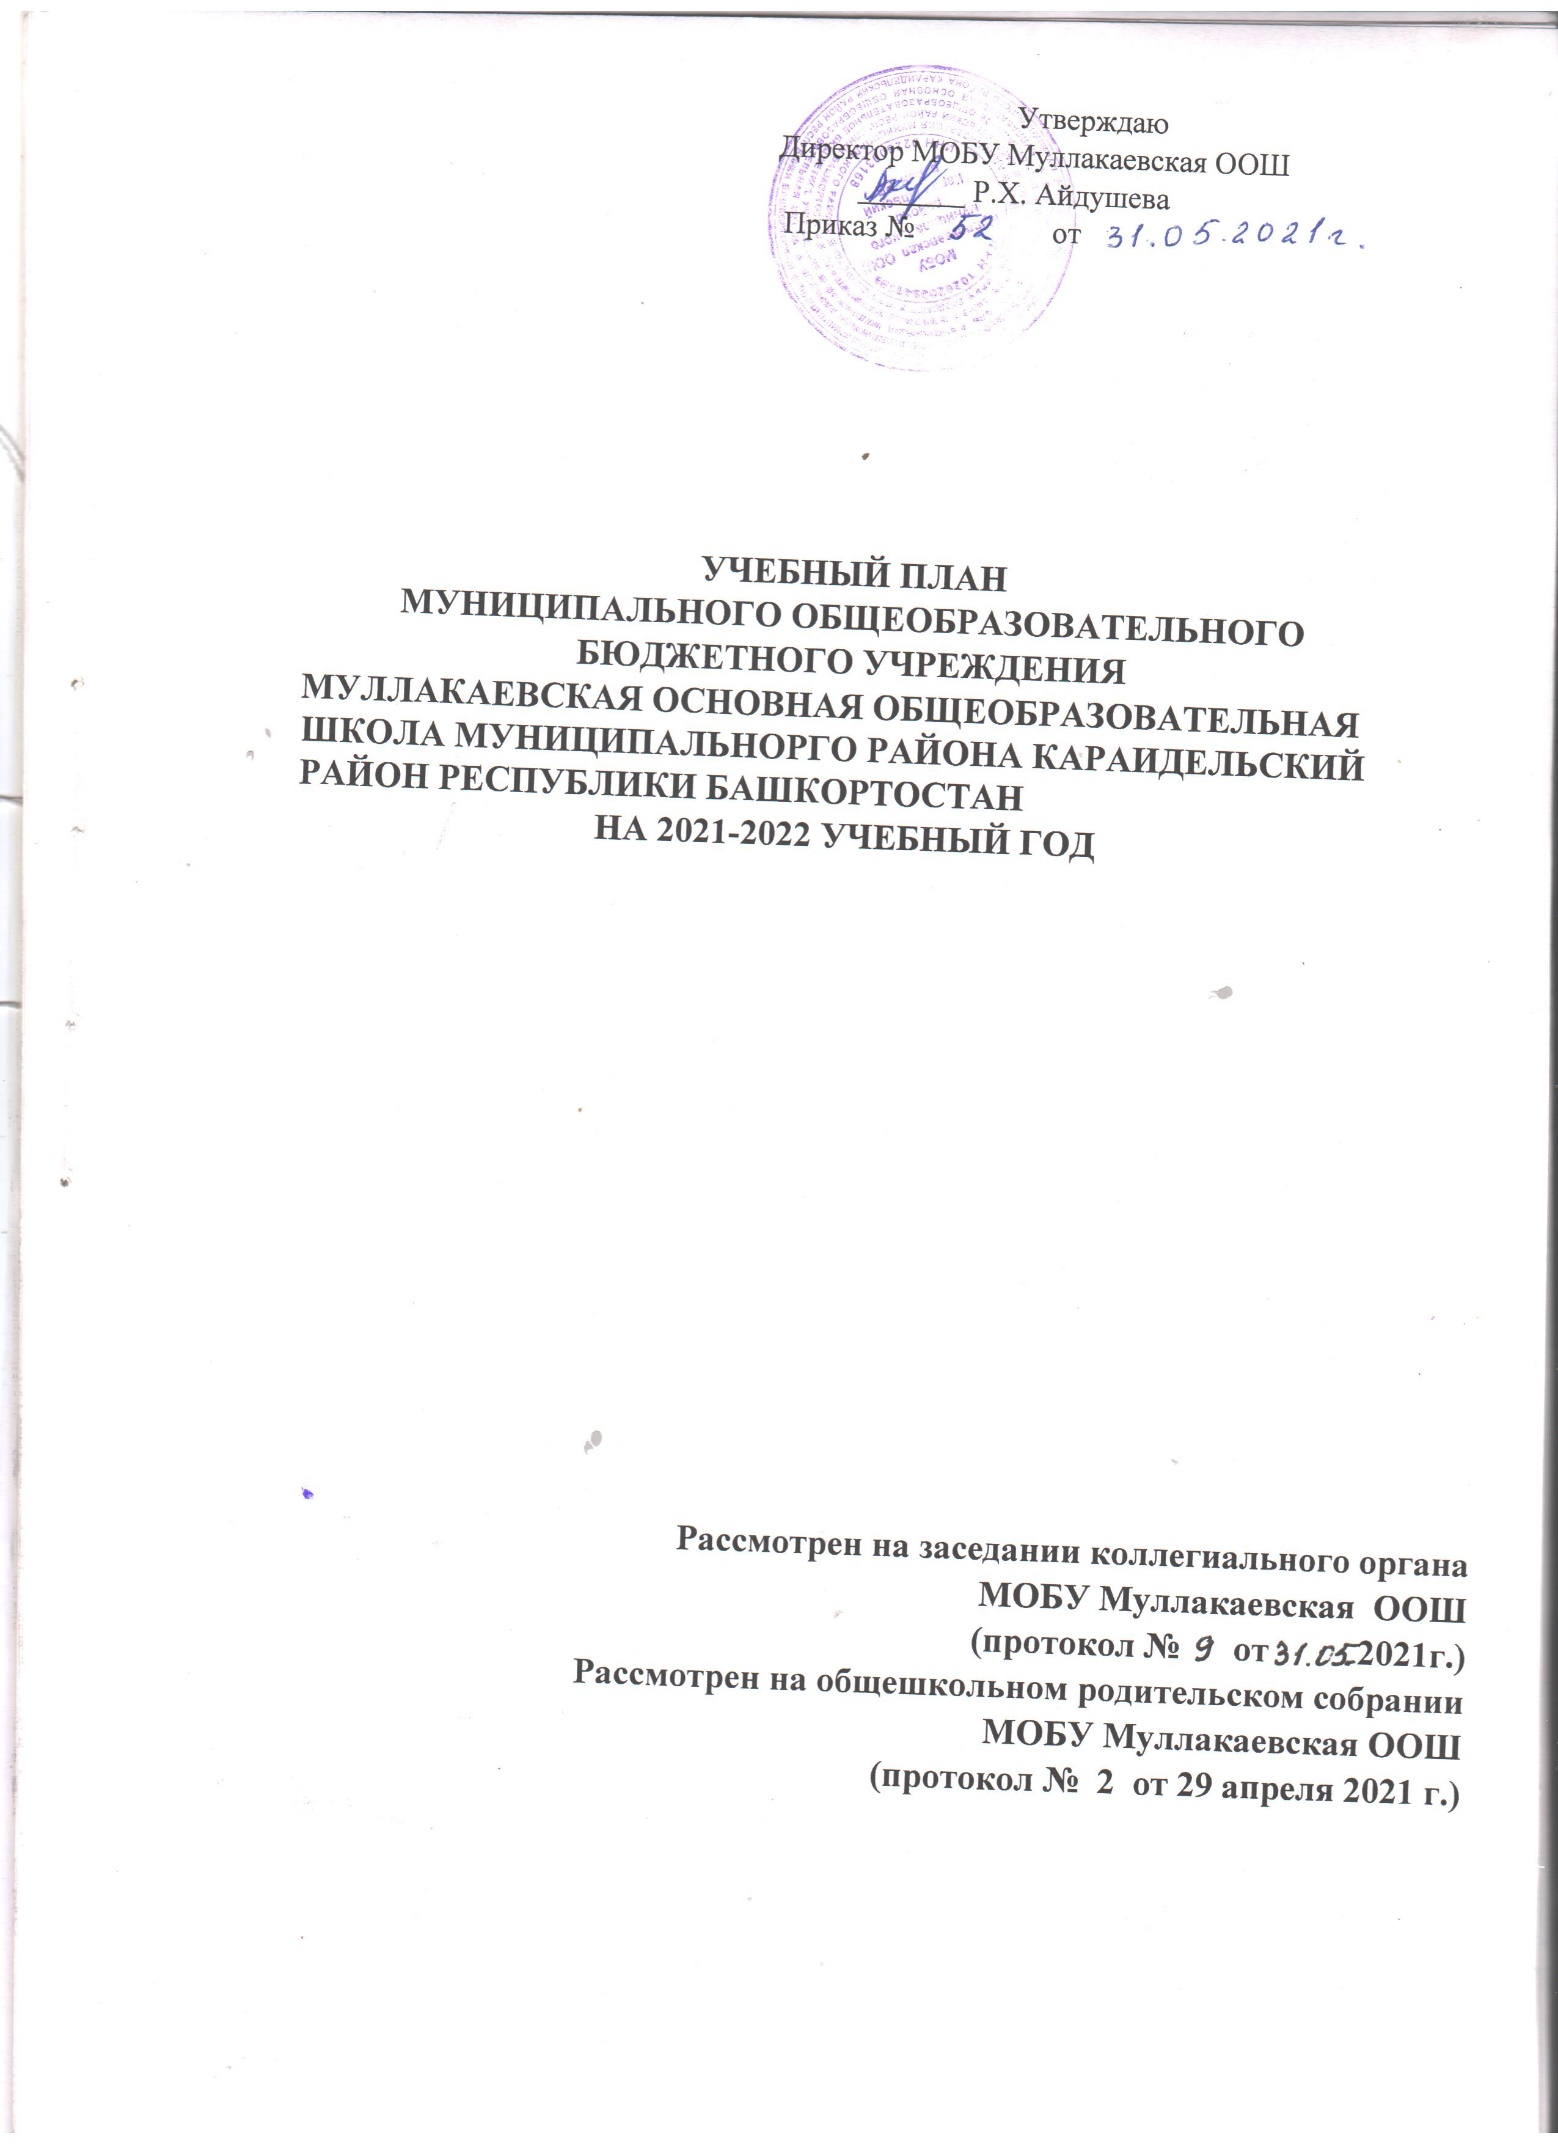 Утверждаю
Директор МОБУ Муллакаевская ООШ
________ Р.Х. Айдушева
Приказ № 52 от 31.05.2021г.
УЧЕБНЫЙ ПЛАН
МУНИЦИПАЛЬНОГО ОБЩЕОБРАЗОВАТЕЛЬНОГО
БЮДЖЕТНОГО УЧРЕЖДЕНИЯ
МУЛЛАКАЕВСКАЯ ОСНОВНАЯ ОБЩЕОБРАЗОВАТЕЛЬНАЯ
ШКОЛА МУНИЦИПАЛЬНОРГО РАЙОНА КАРАИДЕЛЬСКИЙ
РАЙОН РЕСПУБЛИКИ БАШКОРТОСТАН
НА 2021-2022 УЧЕБНЫЙ ГОД
Рассмотрен на заседании коллегиального органа
МОБУ Муллакаевская ООШ
(протокол № 9 от 31.05.2021г.)
Рассмотрен на общешкольном родительском собрании
МОБУ Муллакаевская ООШ
(протокол № 2 от 29 апреля 2021 г.)